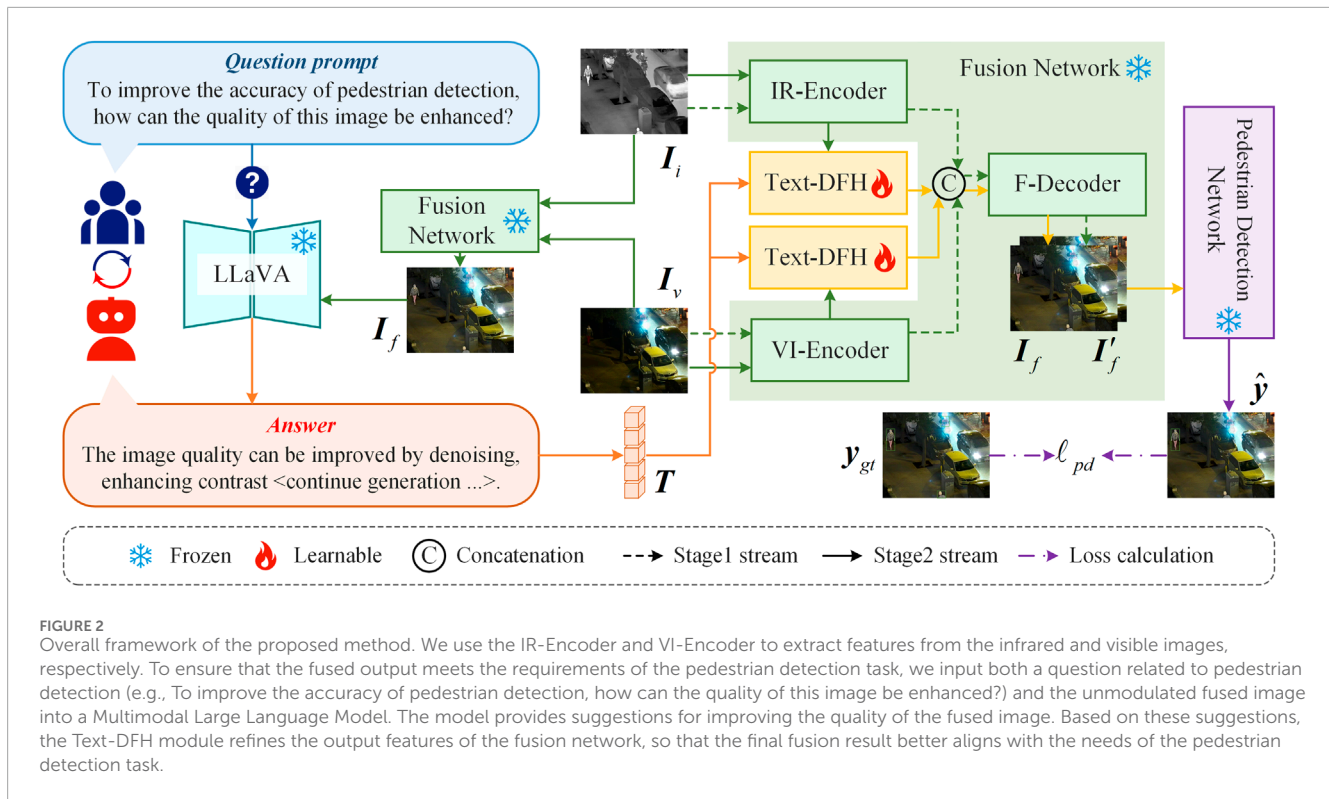 Question prompt
To improve the accuracy of pedestrian detection,
how can the quality of this image be enhanced?
?
LLaVA
Fusion
Network
I_f
I_i
I_v
Answer
The image quality can be improved by denoising,
enhancing contrast <continue generation ...>.
T
Fusion Network
IR-Encoder
Text-DFH
Text-DFH
VI-Encoder
C
F-Decoder
I_f
I'_f
Pedestrian Detection
Network
ŷ
y_gt
ℓ_pd
Frozen
Learnable
C Concatenation
Stage1 stream
Stage2 stream
Loss calculation
FIGURE 2
Overall framework of the proposed method. We use the IR-Encoder and VI-Encoder to extract features from the infrared and visible images,
respectively. To ensure that the fused output meets the requirements of the pedestrian detection task, we input both a question related to pedestrian
detection (e.g., To improve the accuracy of pedestrian detection, how can the quality of this image be enhanced?) and the unmodulated fused image
into a Multimodal Large Language Model. The model provides suggestions for improving the quality of the fused image. Based on these suggestions,
the Text-DFH module refines the output features of the fusion network, so that the final fusion result better aligns with the needs of the pedestrian
detection task.